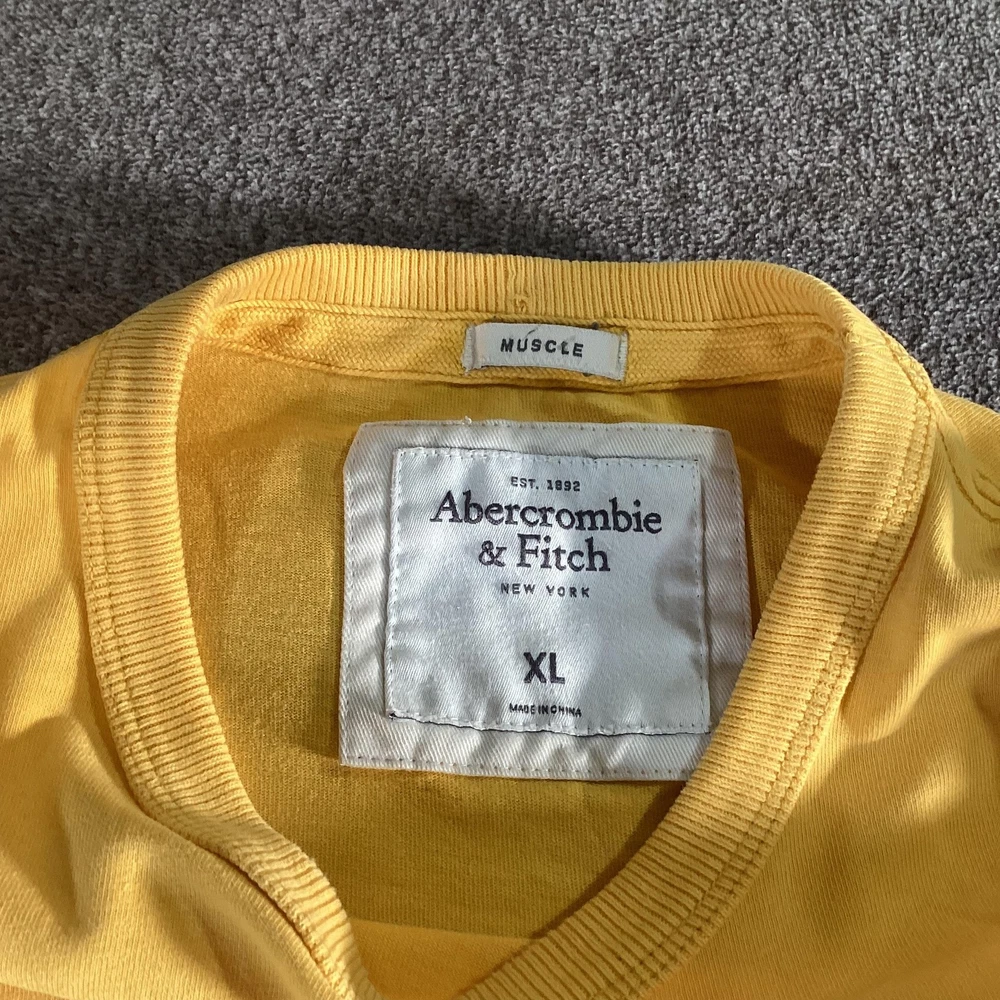 MUSCLE
EST. 1892
Abercrombie
& Fitch
NEW YORK
XL
MADE IN CHINA